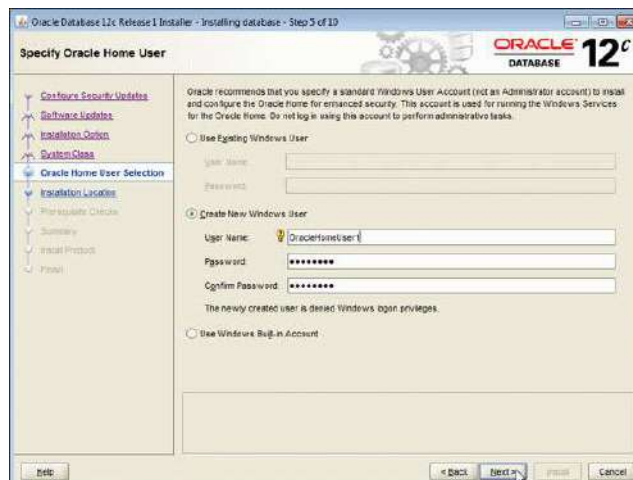 Oracle Database 12c Release 1 Installer - Installing database - Step 5 of 10
Specify Oracle Home User
ORACLE
DATABASE
12c
Configure Security Updates
Software Updates
Installation Option
System Class
Oracle Home User Selection
Installation Location
Prerequisite Checks
Summary
Install Product
Finish
Oracle recommends that you specify a standard Windows User Account (not an Administrator account) to install
and configure the Oracle Home for enhanced security. This account is used for running the Windows Services
for the Oracle Home. Do not log in using this account to perform administrative tasks.
Use Existing Windows User
User Name:
Password:
Create New Windows User
User Name:
OracleHomeUser1
Password:
••••••••
Confirm Password:
••••••••
The newly created user is denied Windows logon privileges.
Use Windows Built-in Account
Help
< Back
Next >
Install
Cancel